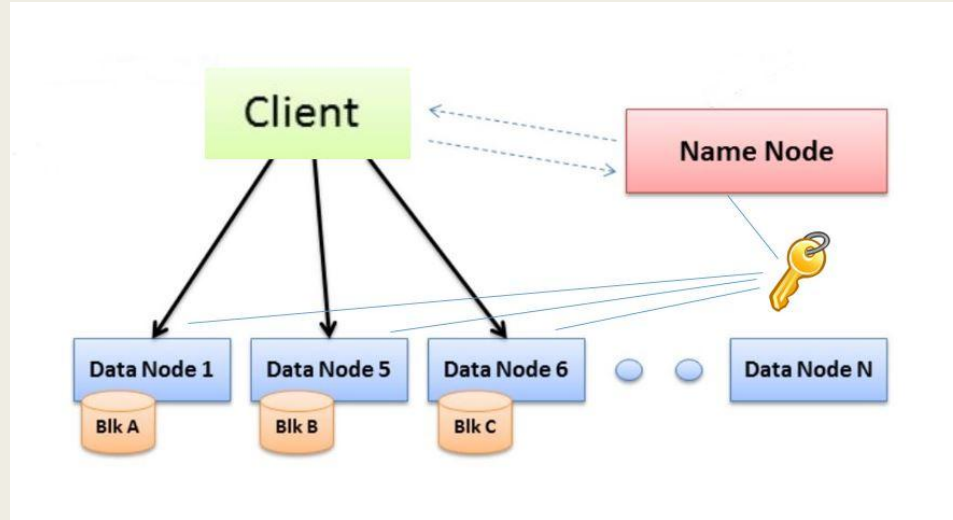 Client
Name Node
Data Node 1
Data Node 5
Data Node 6
Data Node N
Blk A
Blk B
Blk C